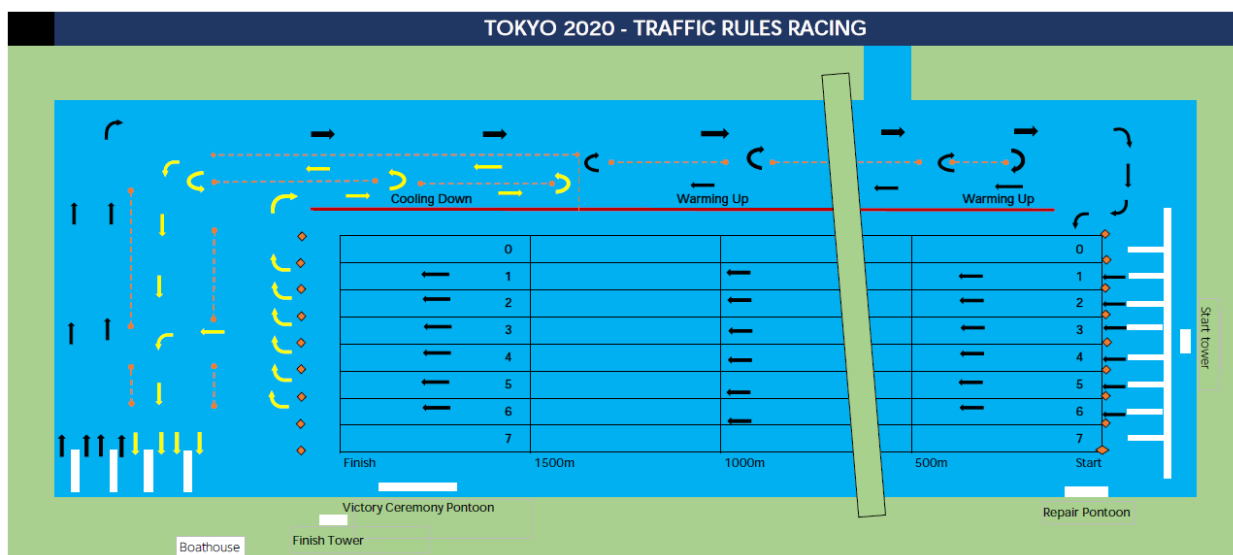 TOKYO 2020 - TRAFFIC RULES RACING
Cooling Down
Warming Up
Warming Up
0
0
1
1
2
2
3
3
4
4
5
5
6
6
7
7
Start tower
Finish
1500m
1000m
500m
Start
Victory Ceremony Pontoon
Repair Pontoon
Finish Tower
Boathouse